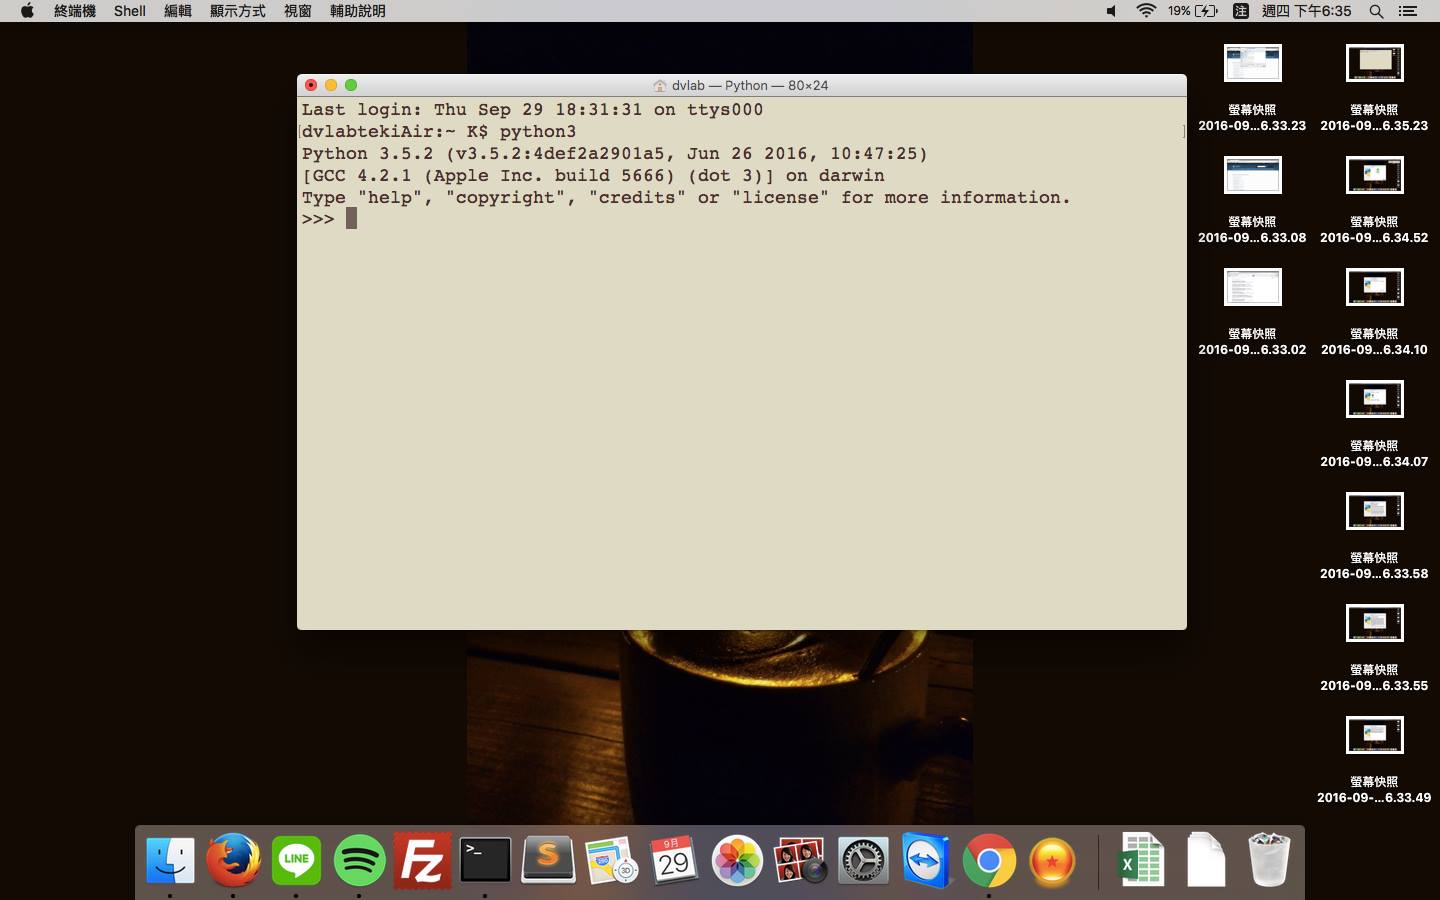 終端機 Shell 編輯 顯示方式 視窗 輔助說明 19% 注 週四 下午6:35
dvlab — Python — 80×24
Last login: Thu Sep 29 18:31:31 on ttys000
[dvlabtekiAir:~ K$ python3 ]
Python 3.5.2 (v3.5.2:4def2a2901a5, Jun 26 2016, 10:47:25)
[GCC 4.2.1 (Apple Inc. build 5666) (dot 3)] on darwin
Type "help", "copyright", "credits" or "license" for more information.
>>>
螢幕快照
2016-09...6.33.23
螢幕快照
2016-09...6.35.23
螢幕快照
2016-09...6.33.08
螢幕快照
2016-09...6.34.52
螢幕快照
2016-09...6.33.02
螢幕快照
2016-09...6.34.10
螢幕快照
2016-09...6.34.07
螢幕快照
2016-09...6.33.58
螢幕快照
2016-09...6.33.55
螢幕快照
2016-09-...6.33.49
LINE
Fz
>_
S
280
3D
9月
29
X